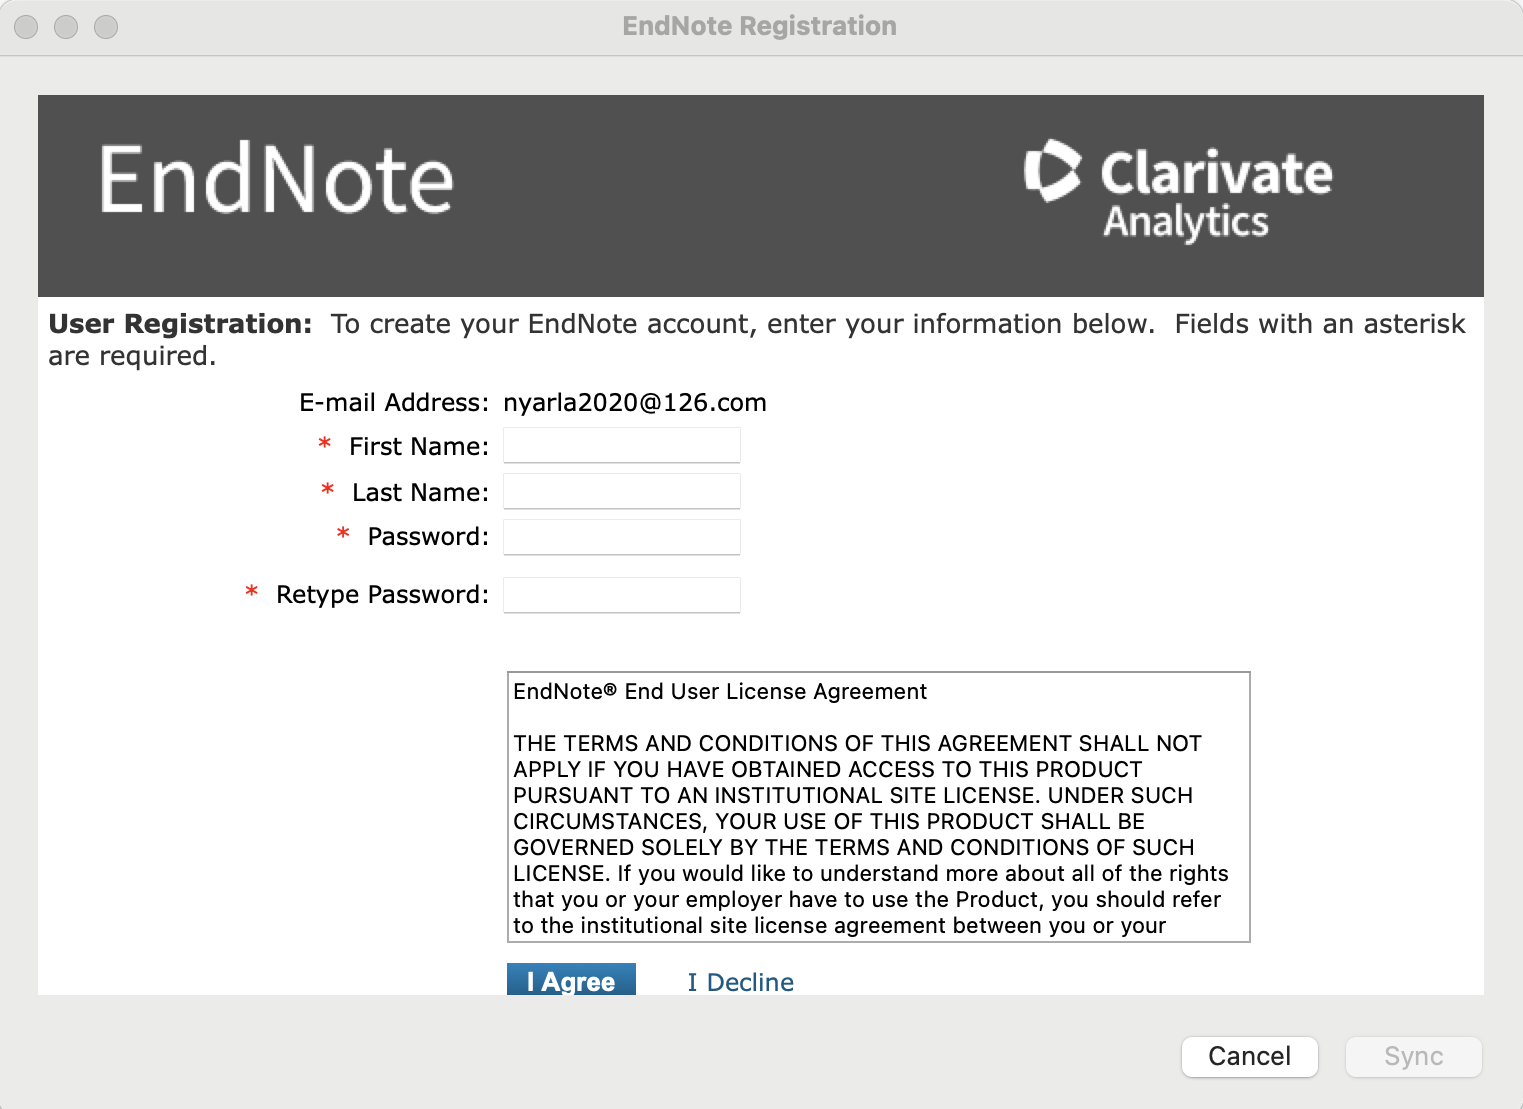 EndNote Registration
EndNote
Clarivate
Analytics
User Registration: To create your EndNote account, enter your information below. Fields with an asterisk
are required.
E-mail Address: nyarla2020@126.com
* First Name:
* Last Name:
* Password:
* Retype Password:
EndNote® End User License Agreement
THE TERMS AND CONDITIONS OF THIS AGREEMENT SHALL NOT
APPLY IF YOU HAVE OBTAINED ACCESS TO THIS PRODUCT
PURSUANT TO AN INSTITUTIONAL SITE LICENSE. UNDER SUCH
CIRCUMSTANCES, YOUR USE OF THIS PRODUCT SHALL BE
GOVERNED SOLELY BY THE TERMS AND CONDITIONS OF SUCH
LICENSE. If you would like to understand more about all of the rights
that you or your employer have to use the Product, you should refer
to the institutional site license agreement between you or your
I Agree I Decline
Cancel Sync